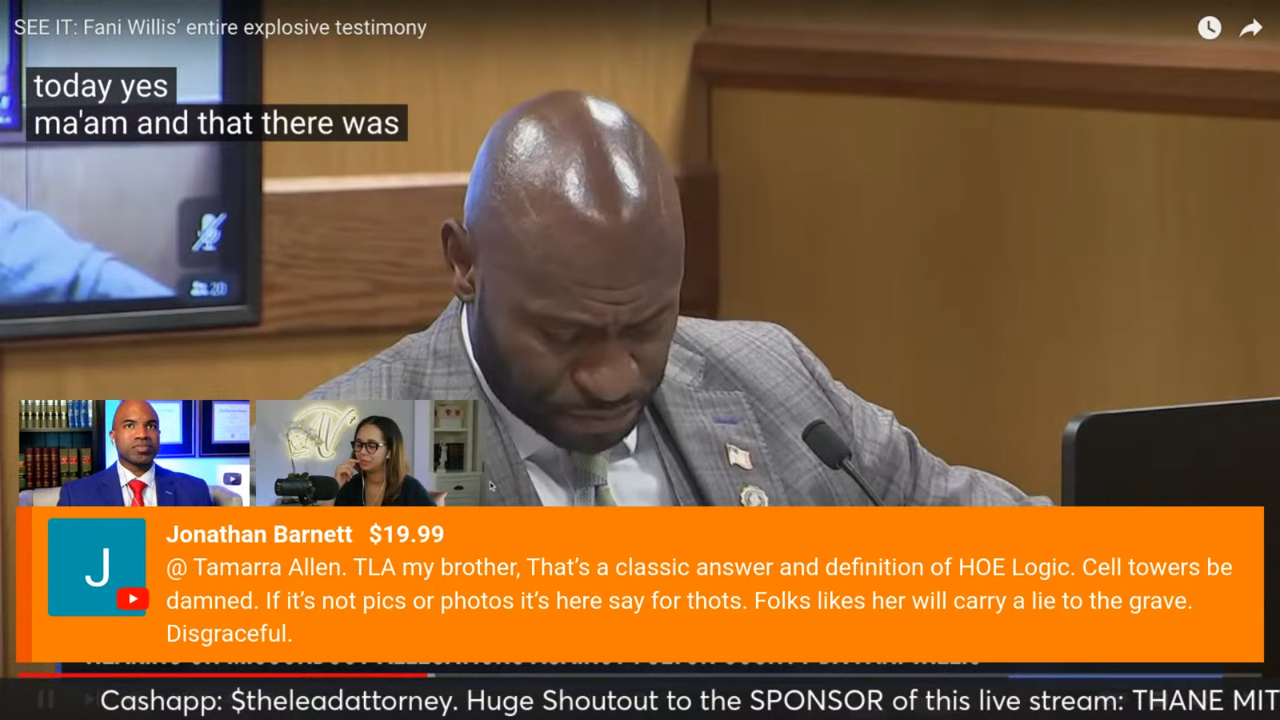 SEE IT: Fani Willis‘ entire explosive testimony
today yes
ma'am and that there was
Jonathan Barnett $19.99
J
@ Tamarra Allen. TLA my brother, That’s a classic answer and definition of HOE Logic. Cell towers be
damned. If it’s not pics or photos it’s here say for thots. Folks likes her will carry a lie to the grave.
Disgraceful.
Cashapp: $theleadattorney. Huge Shoutout to the SPONSOR of this live stream: THANE MIT